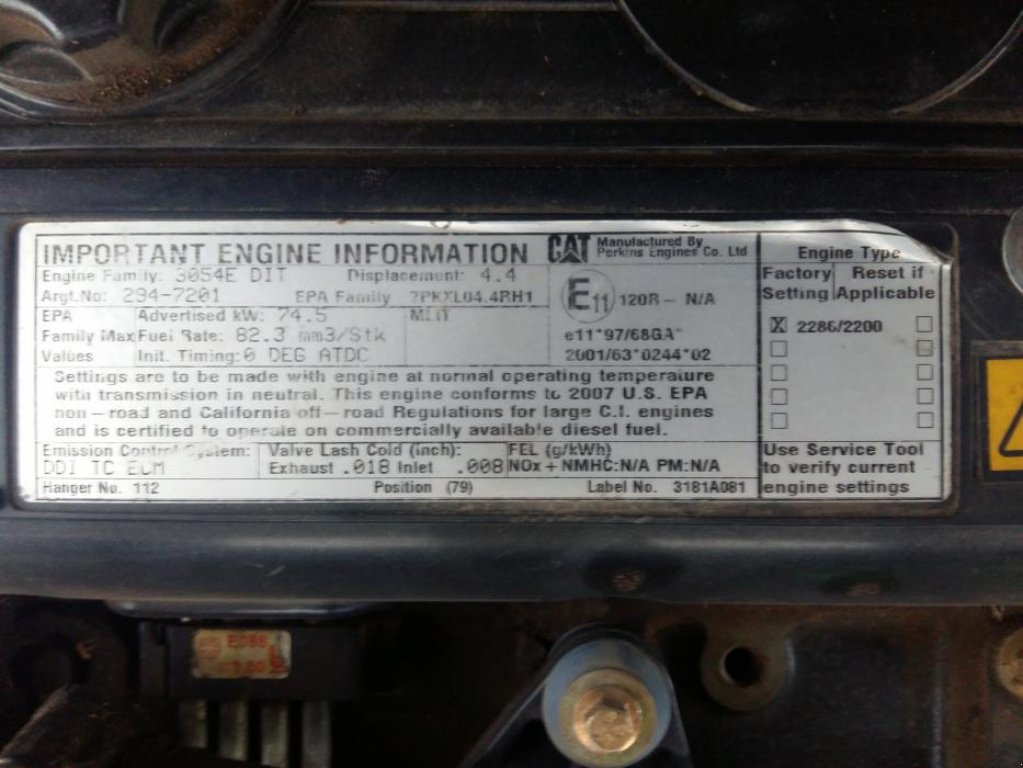 IMPORTANT ENGINE INFORMATION CAT Manufactured By Perkins Engines Co. Ltd
Engine Family: 3054E DIT Displacement: 4.4
Argt.No: 294-7201 EPA Family 7PKXL04.4RH1
E11 120R – N/A
EPA Family Max Values
Advertised kW: 74.5
Fuel Rate: 82.3 mm3/Stk
Init. Timing: 0 DEG ATDC
e11*97/68GA*
2001/63*0244*02
Settings are to be made with engine at normal operating temperature
with transmission in neutral. This engine conforms to 2007 U.S. EPA
non – road and California off – road Regulations for large C.I. engines
and is certified to operate on commercially available diesel fuel.
Emission Control System:
DDI TC ECM
Valve Lash Cold (inch):
Exhaust .018 Inlet .008
FEL (g/kWh)
NOx + NMHC:N/A PM:N/A
Hanger No. 112 Position (79) Label No. 3181A081
Engine Type
Factory Setting
Reset if Applicable
X 2286/2200
Use Service Tool
to verify current
engine settings